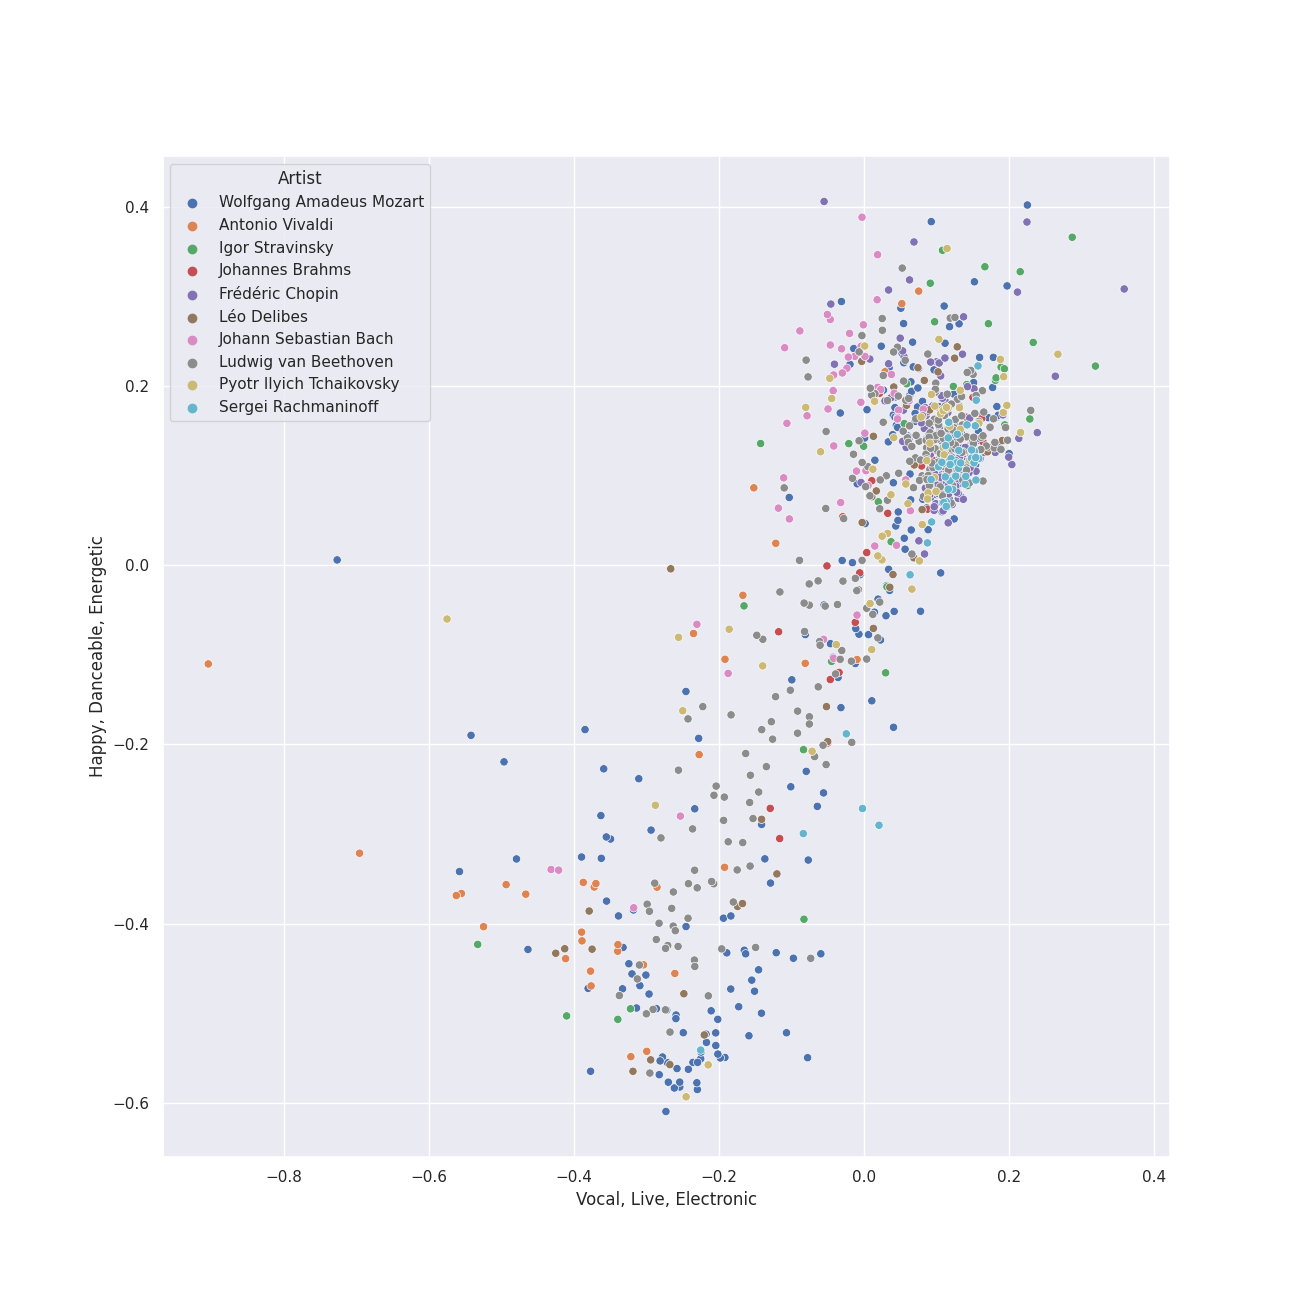 Artist
Wolfgang Amadeus Mozart
Antonio Vivaldi
Igor Stravinsky
Johannes Brahms
Frédéric Chopin
Léo Delibes
Johann Sebastian Bach
Ludwig van Beethoven
Pyotr Ilyich Tchaikovsky
Sergei Rachmaninoff
0.4
0.2
0.0
−0.2
−0.4
−0.6
Happy, Danceable, Energetic
−0.8 −0.6 −0.4 −0.2 0.0 0.2 0.4
Vocal, Live, Electronic